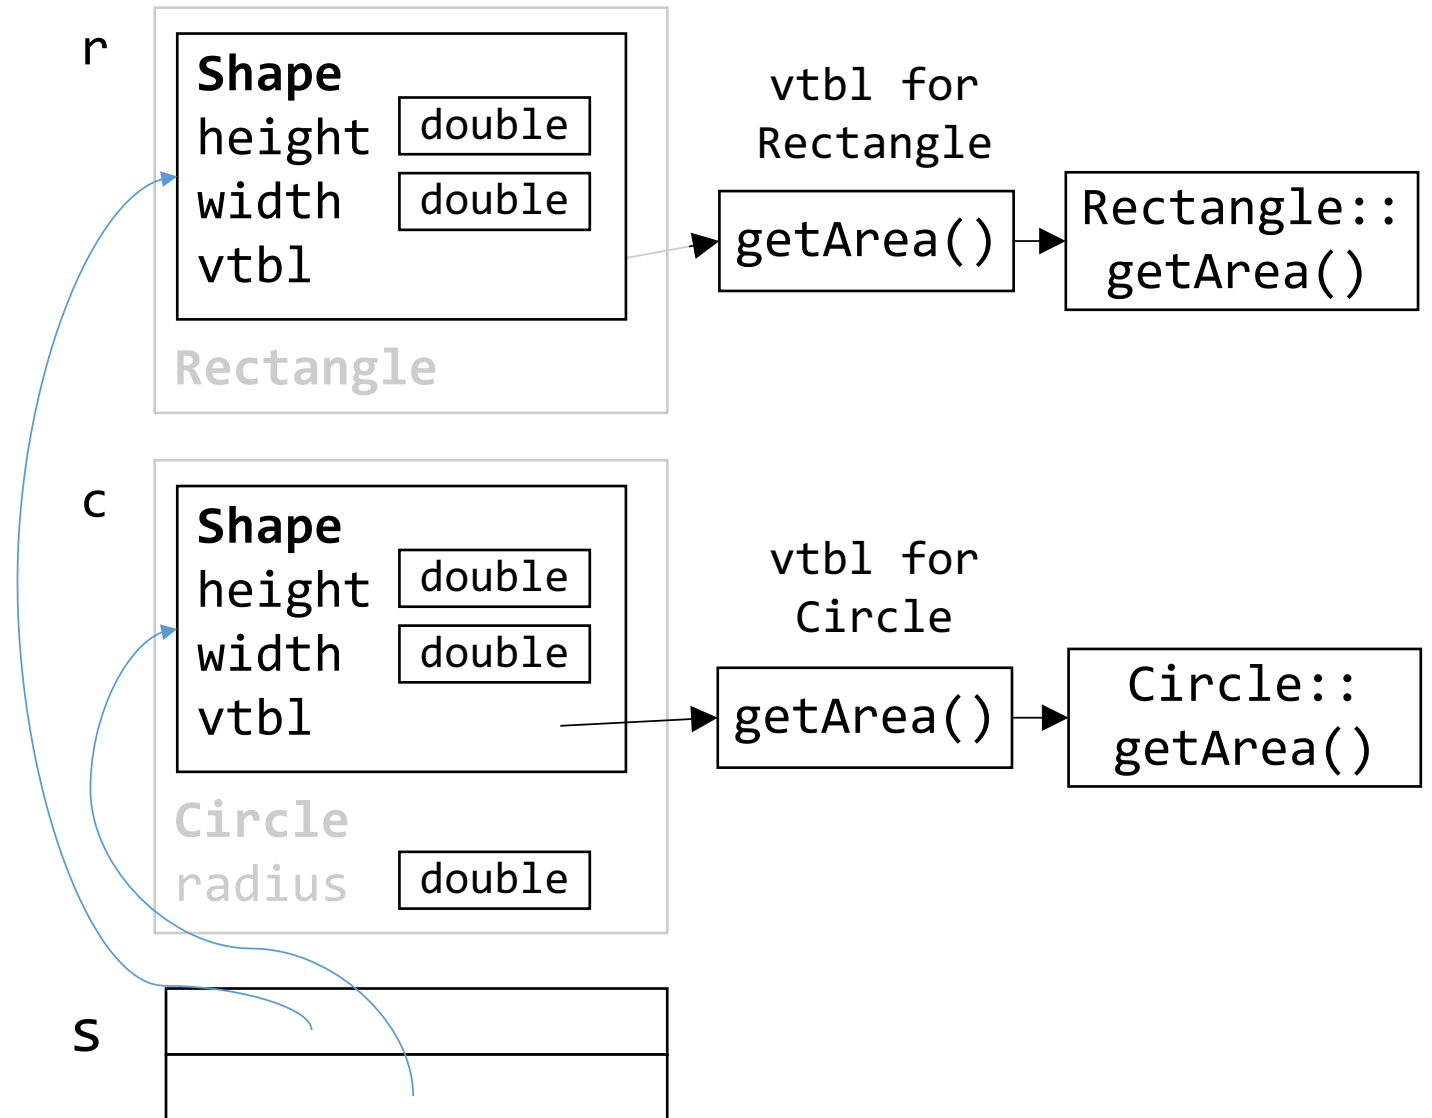 r
Shape
height double
width double
vtbl
Rectangle
vtbl for
Rectangle
getArea()
Rectangle::
getArea()
c
Shape
height double
width double
vtbl
Circle
radius double
vtbl for
Circle
getArea()
Circle::
getArea()
s